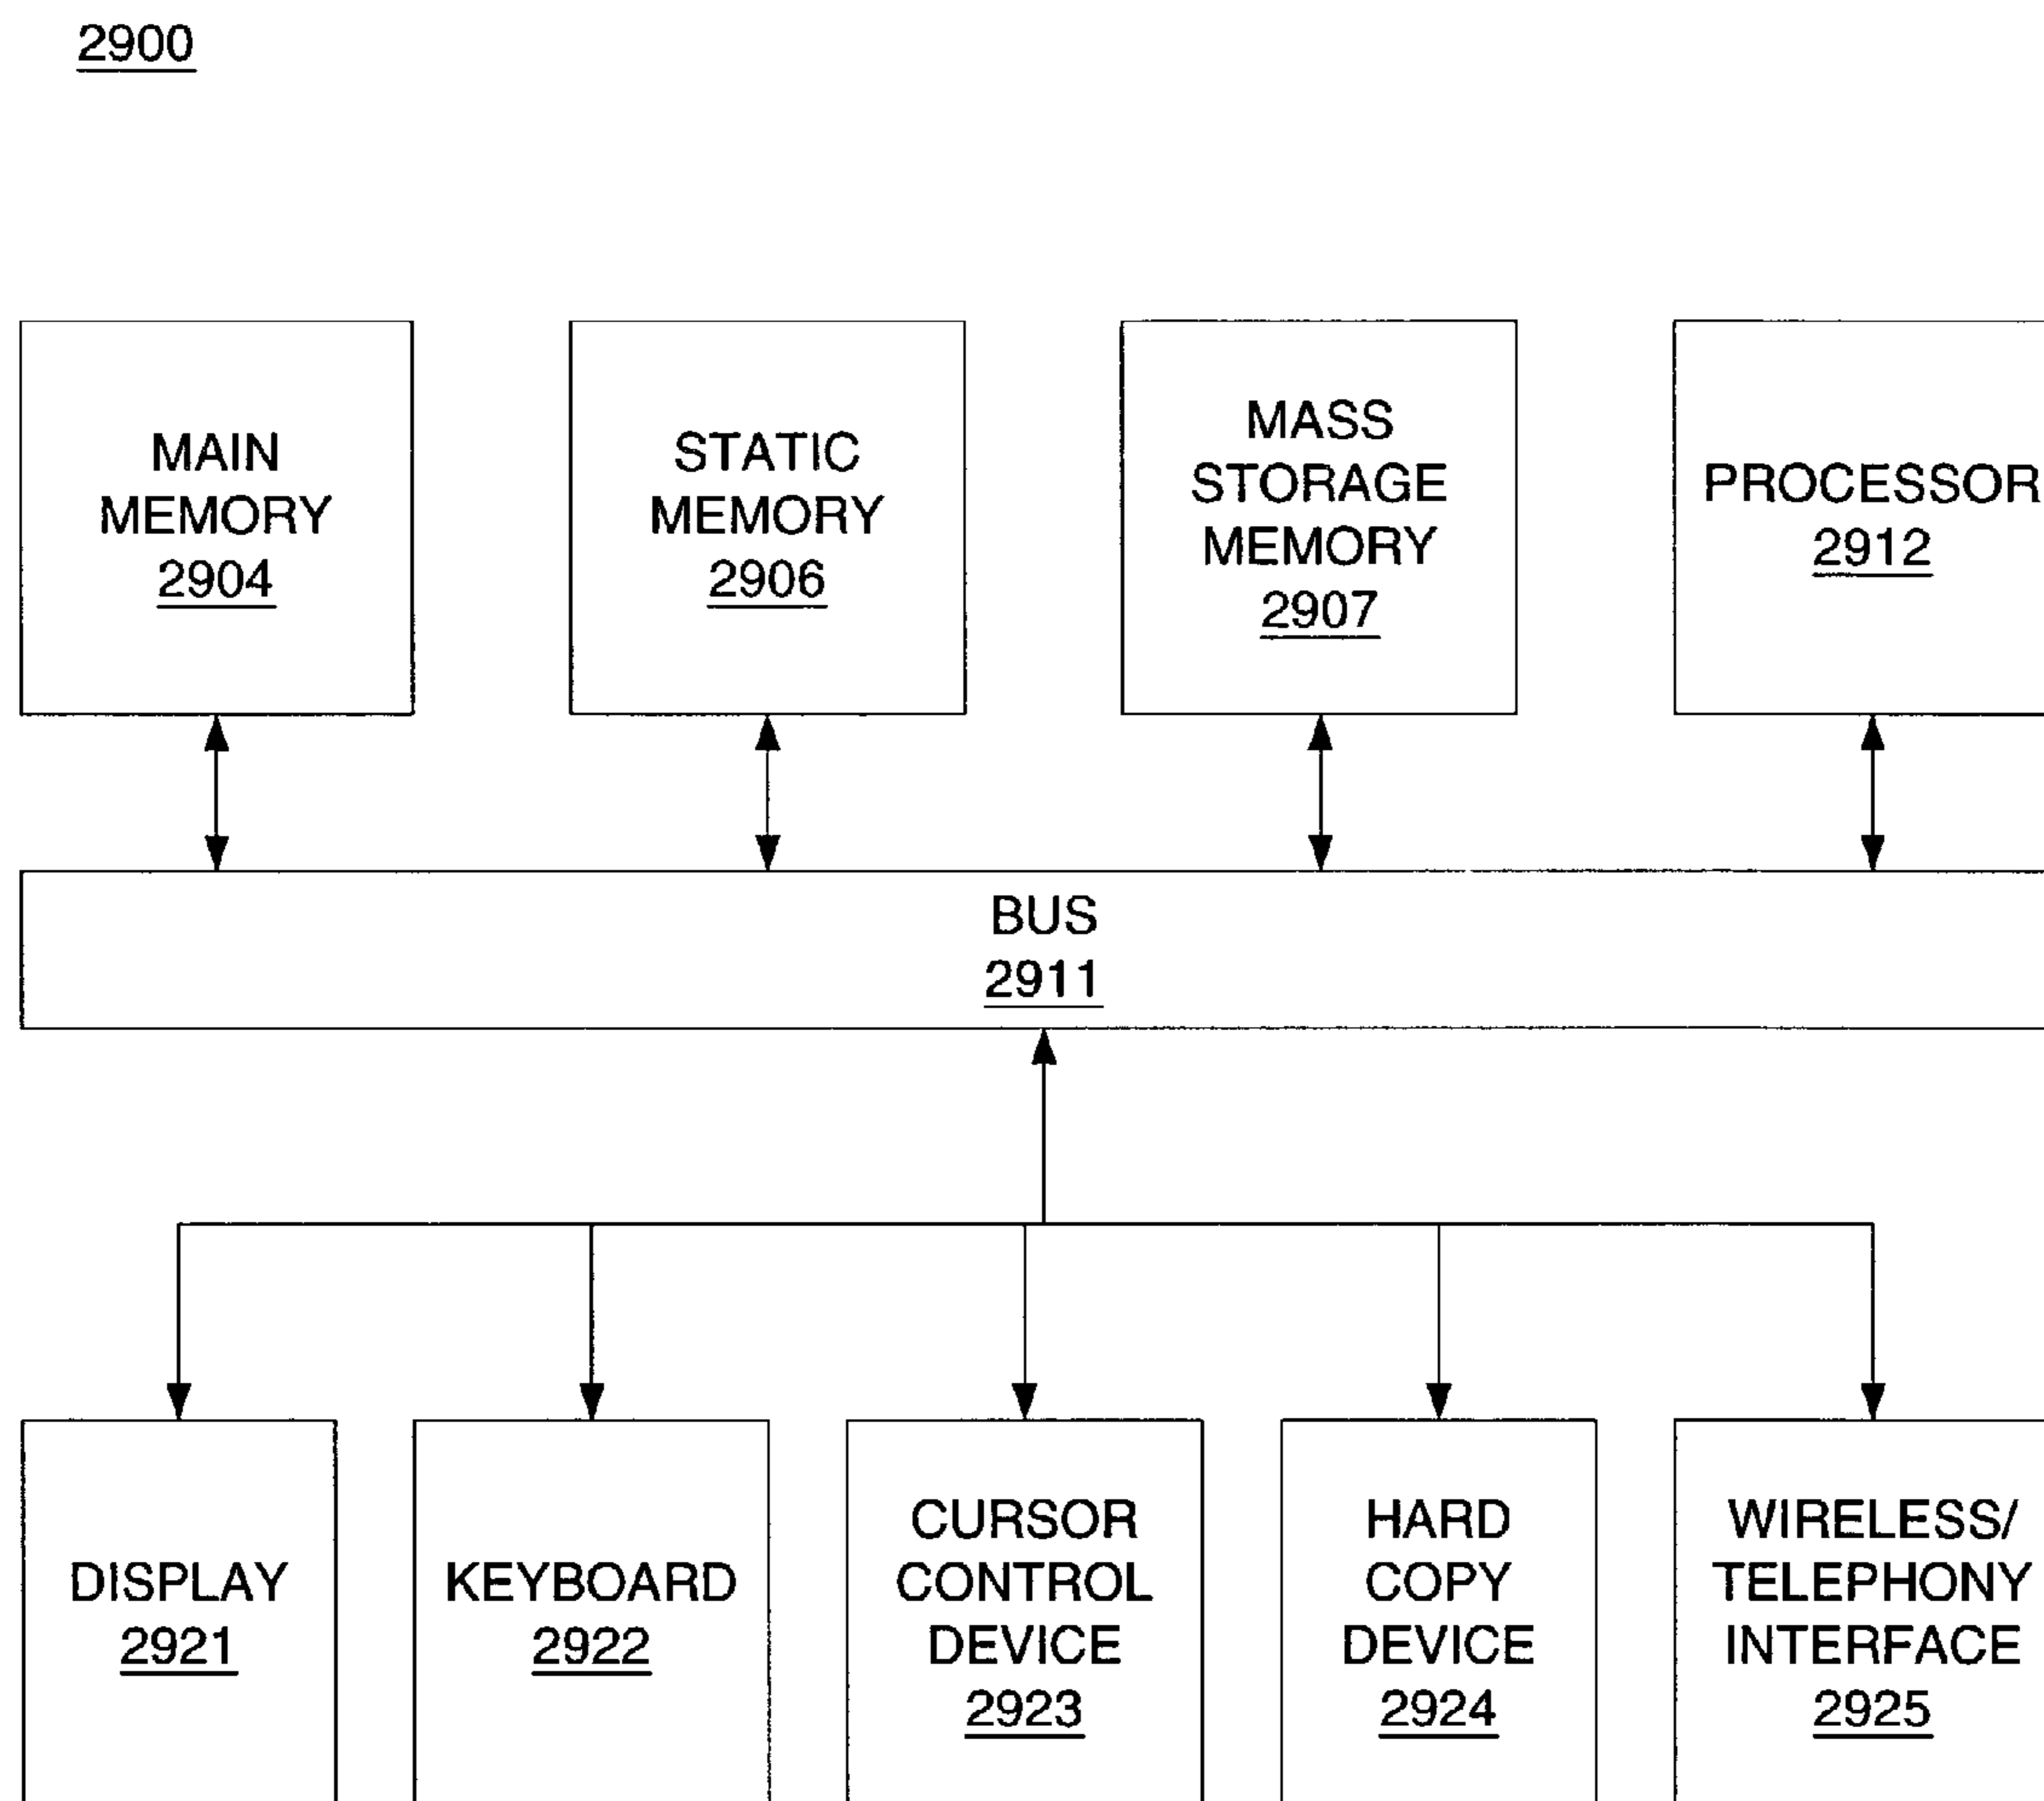 2900
MAIN
MEMORY
2904
STATIC
MEMORY
2906
MASS
STORAGE
MEMORY
2907
PROCESSOR
2912
BUS
2911
DISPLAY
2921
KEYBOARD
2922
CURSOR
CONTROL
DEVICE
2923
HARD
COPY
DEVICE
2924
WIRELESS/
TELEPHONY
INTERFACE
2925